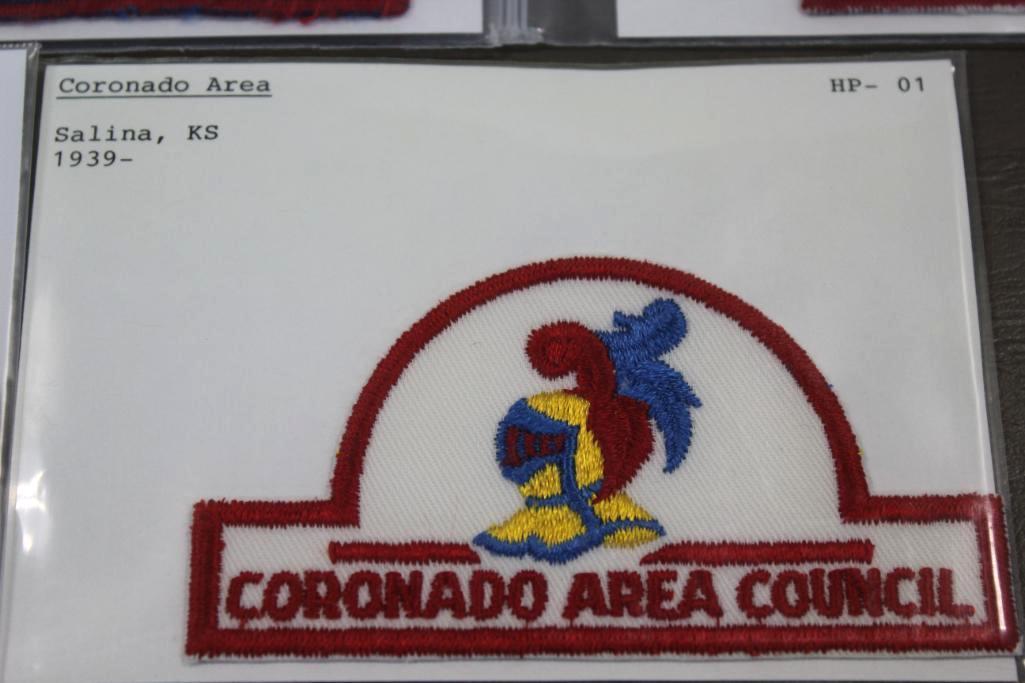 Coronado Area HP- 01
Salina, KS
1939-
CORONADO AREA COUNCIL